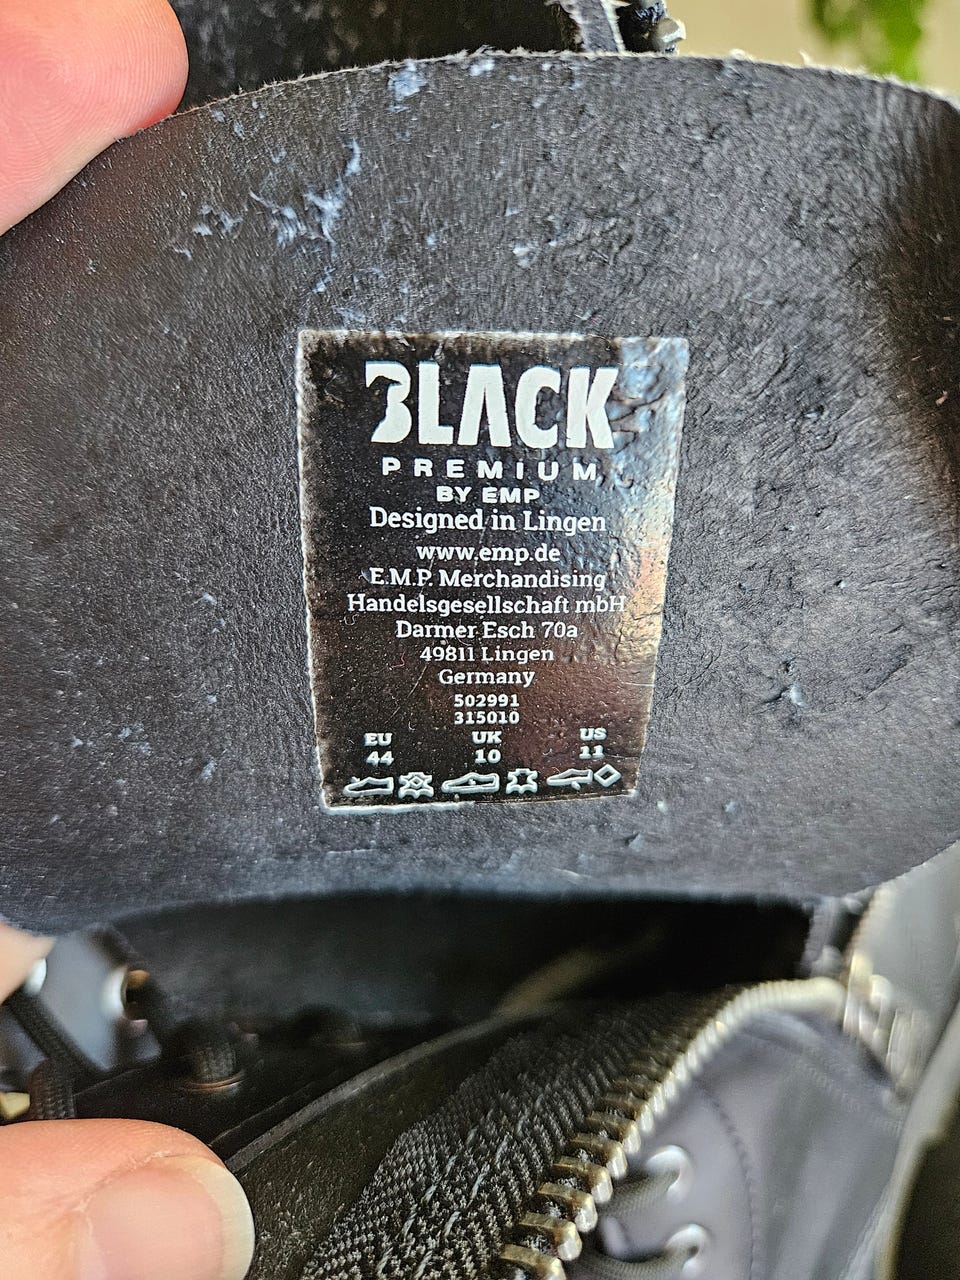 BLACK
PREMIUM
BY EMP
Designed in Lingen
www.emp.de
E.M.P. Merchandising
Handelsgesellschaft mbH
Darmer Esch 70a
49811 Lingen
Germany
502991
315010
EU UK US
44 10 11